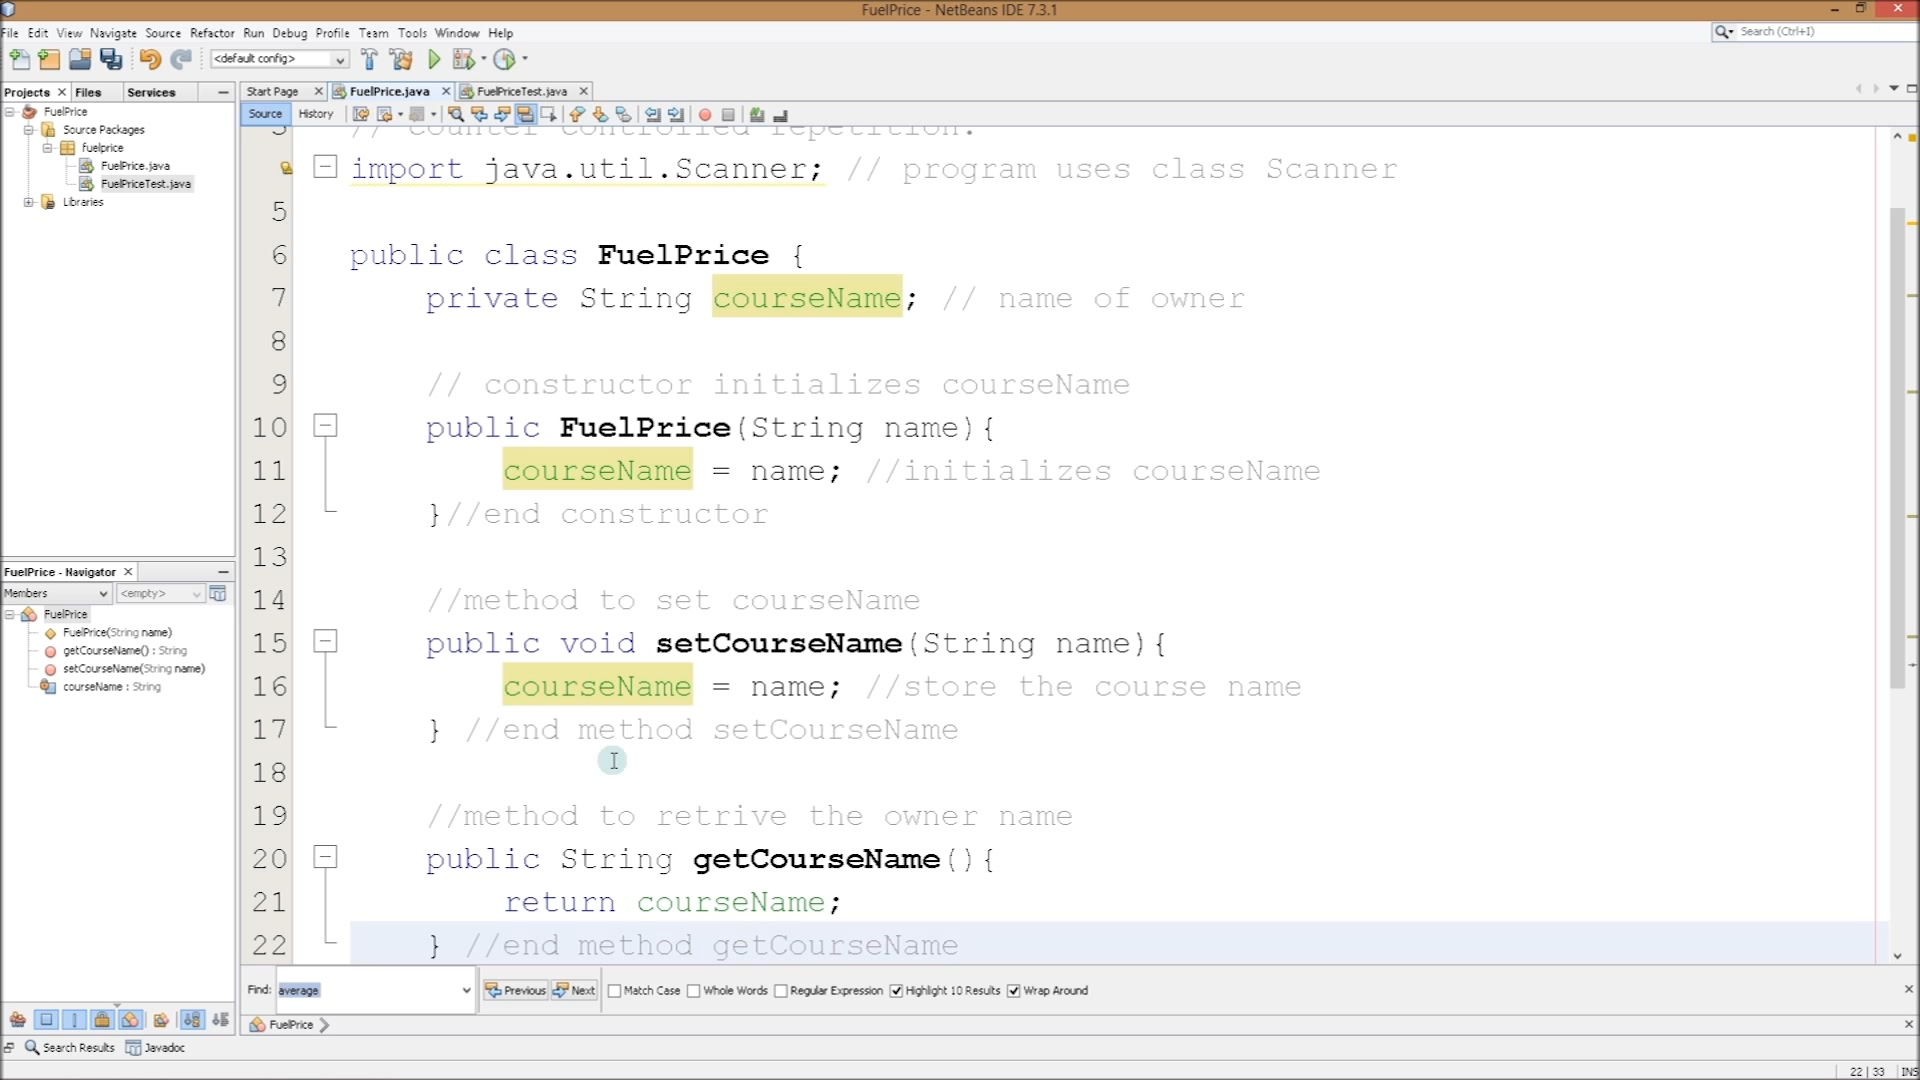 FuelPrice - NetBeans IDE 7.3.1
File Edit View Navigate Source Refactor Run Debug Profile Team Tools Window Help
Search (Ctrl+I)
<default config>
Projects Files Services
Start Page FuelPrice.java FuelPriceTest.java
Source History
FuelPrice
Source Packages
fuelprice
FuelPrice.java
FuelPriceTest.java
Libraries
3 // counter controlled repetition.
import java.util.Scanner; // program uses class Scanner
5
6 public class FuelPrice {
7 private String courseName; // name of owner
8
9 // constructor initializes courseName
10 public FuelPrice(String name){
11 courseName = name; //initializes courseName
12 }//end constructor
13
14 //method to set courseName
15 public void setCourseName(String name){
16 courseName = name; //store the course name
17 } //end method setCourseName
18
19 //method to retrive the owner name
20 public String getCourseName(){
21 return courseName;
22 } //end method getCourseName
FuelPrice - Navigator
Members <empty>
FuelPrice
FuelPrice(String name)
getCourseName() : String
setCourseName(String name)
courseName : String
Find: average Previous Next Match Case Whole Words Regular Expression Highlight 10 Results Wrap Around
FuelPrice
Search Results Javadoc
22 | 33 INS